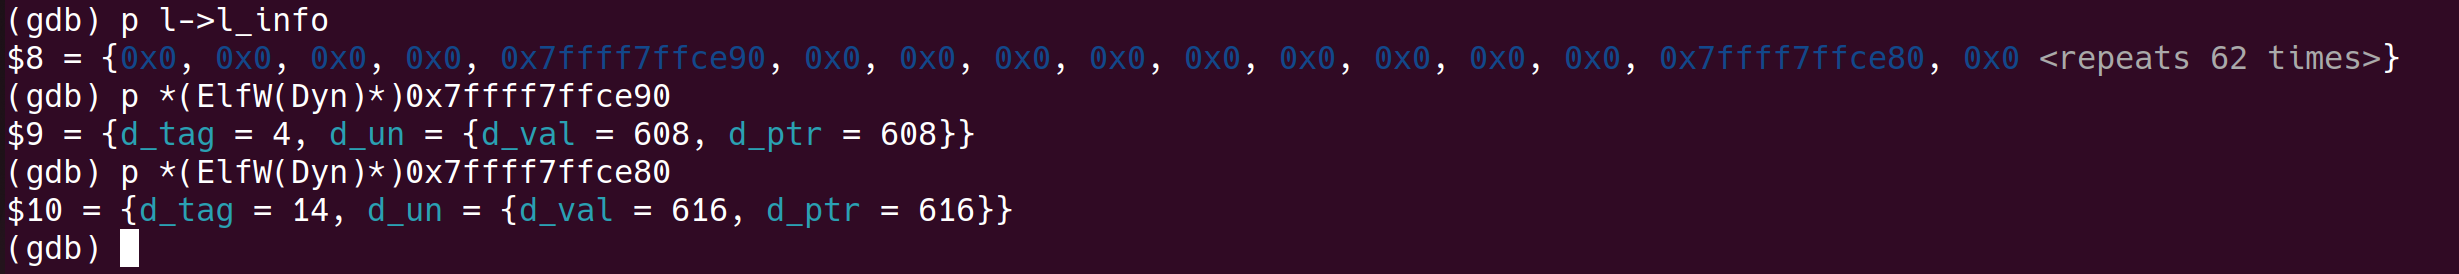 (gdb) p l->l_info
$8 = {0x0, 0x0, 0x0, 0x0, 0x7ffff7ffce90, 0x0, 0x0, 0x0, 0x0, 0x0, 0x0, 0x0, 0x0, 0x0, 0x7ffff7ffce80, 0x0 <repeats 62 times>}
(gdb) p *(ElfW(Dyn)*)0x7ffff7ffce90
$9 = {d_tag = 4, d_un = {d_val = 608, d_ptr = 608}}
(gdb) p *(ElfW(Dyn)*)0x7ffff7ffce80
$10 = {d_tag = 14, d_un = {d_val = 616, d_ptr = 616}}
(gdb)